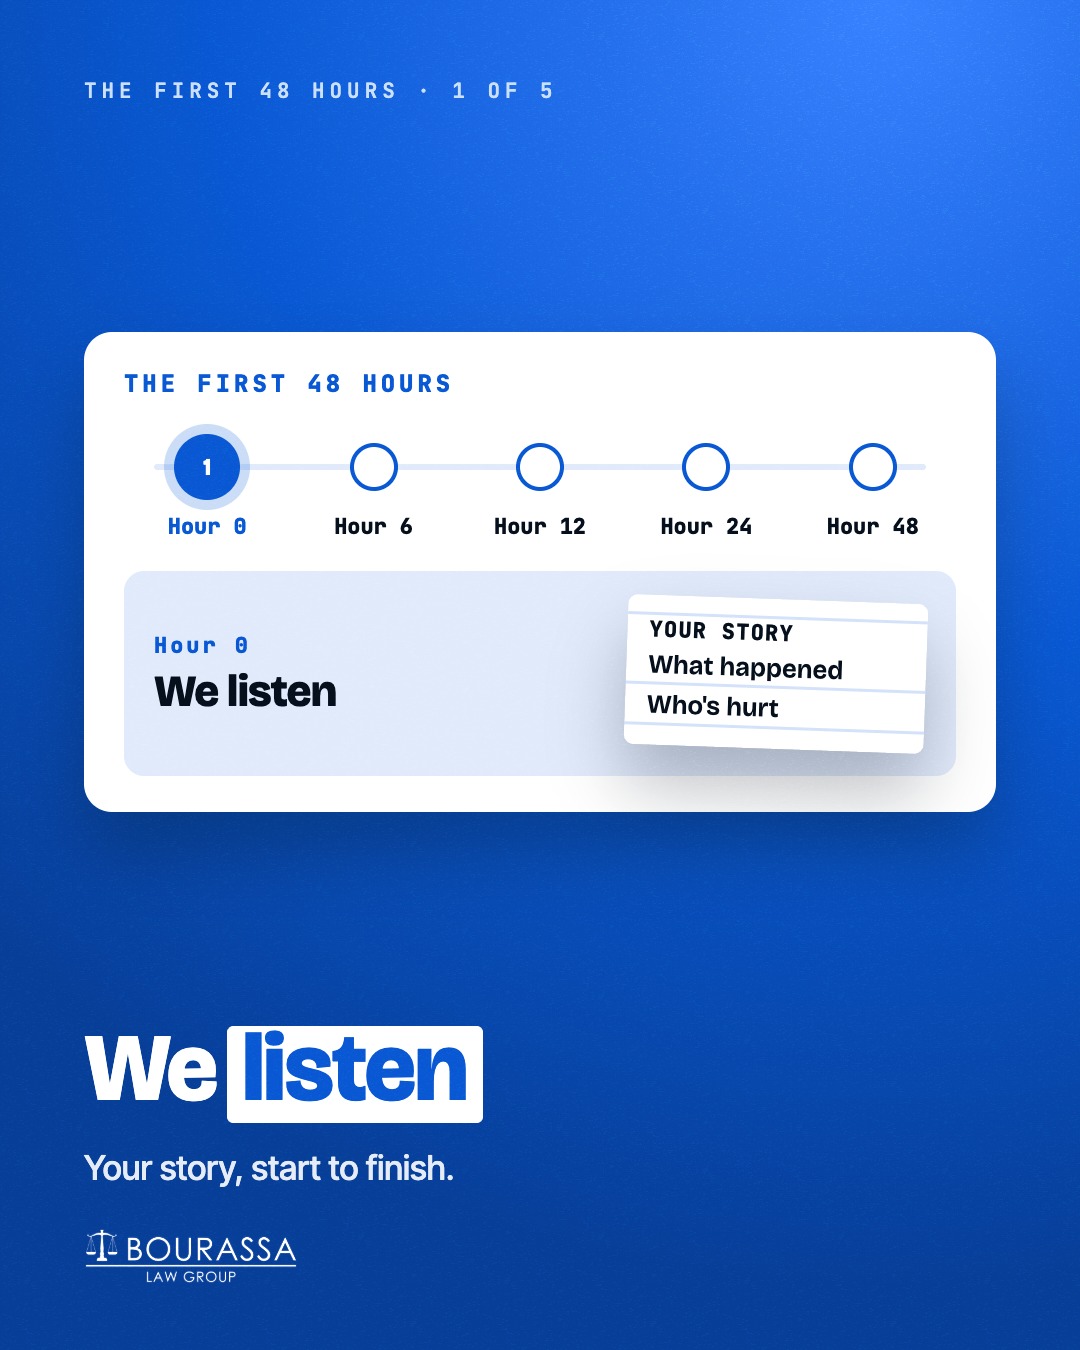 THE FIRST 48 HOURS · 1 OF 5
THE FIRST 48 HOURS
1
Hour 0 Hour 6 Hour 12 Hour 24 Hour 48
Hour 0
We listen
YOUR STORY
What happened
Who's hurt
We listen
Your story, start to finish.
BOURASSA
LAW GROUP